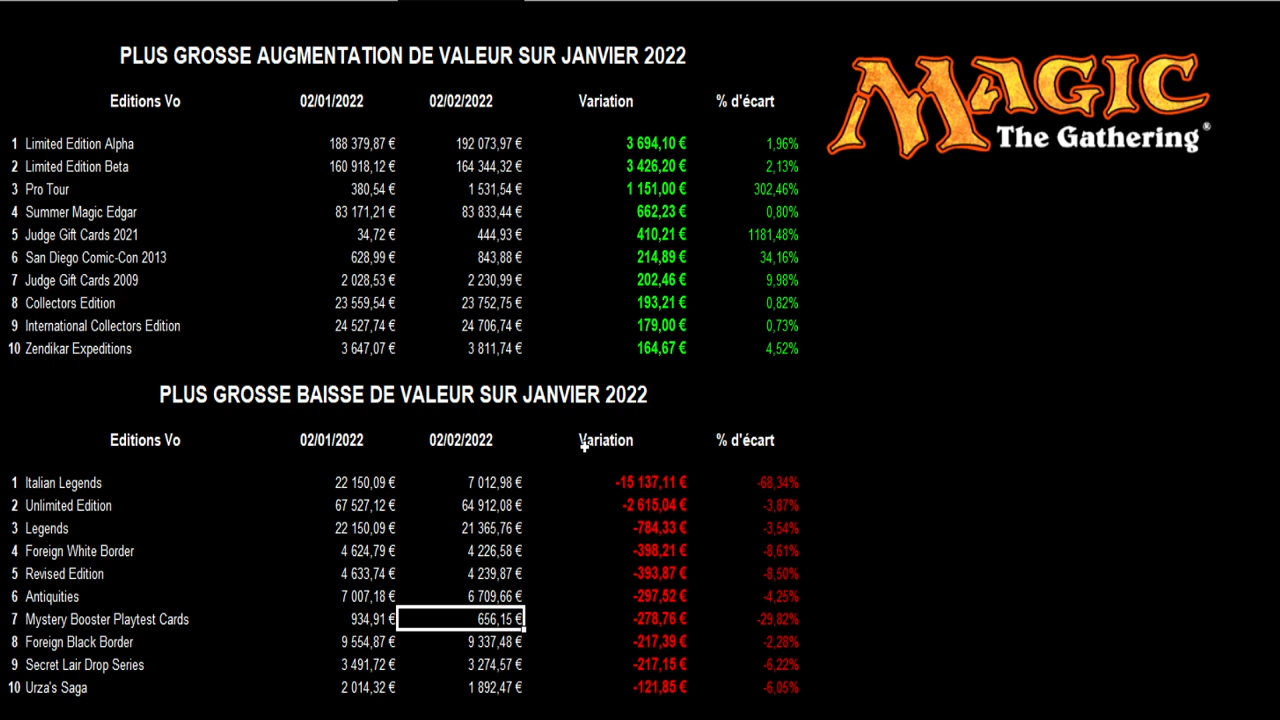 PLUS GROSSE AUGMENTATION DE VALEUR SUR JANVIER 2022
MAGIC
The Gathering®
Editions Vo 02/01/2022 02/02/2022 Variation % d'écart
1 Limited Edition Alpha 188 379,87 € 192 073,97 € 3 694,10 € 1,96%
2 Limited Edition Beta 160 918,12 € 164 344,32 € 3 426,20 € 2,13%
3 Pro Tour 380,54 € 1 531,54 € 1 151,00 € 302,46%
4 Summer Magic Edgar 83 171,21 € 83 833,44 € 662,23 € 0,80%
5 Judge Gift Cards 2021 34,72 € 444,93 € 410,21 € 1181,48%
6 San Diego Comic-Con 2013 628,99 € 843,88 € 214,89 € 34,16%
7 Judge Gift Cards 2009 2 028,53 € 2 230,99 € 202,46 € 9,98%
8 Collectors Edition 23 559,54 € 23 752,75 € 193,21 € 0,82%
9 International Collectors Edition 24 527,74 € 24 706,74 € 179,00 € 0,73%
10 Zendikar Expeditions 3 647,07 € 3 811,74 € 164,67 € 4,52%
PLUS GROSSE BAISSE DE VALEUR SUR JANVIER 2022
Editions Vo 02/01/2022 02/02/2022 Variation % d'écart
1 Italian Legends 22 150,09 € 7 012,98 € -15 137,11 € -68,34%
2 Unlimited Edition 67 527,12 € 64 912,08 € -2 615,04 € -3,87%
3 Legends 22 150,09 € 21 365,76 € -784,33 € -3,54%
4 Foreign White Border 4 624,79 € 4 226,58 € -398,21 € -8,61%
5 Revised Edition 4 633,74 € 4 239,87 € -393,87 € -8,50%
6 Antiquities 7 007,18 € 6 709,66 € -297,52 € -4,25%
7 Mystery Booster Playtest Cards 934,91 € 656,15 € -278,76 € -29,82%
8 Foreign Black Border 9 554,87 € 9 337,48 € -217,39 € -2,28%
9 Secret Lair Drop Series 3 491,72 € 3 274,57 € -217,15 € -6,22%
10 Urza's Saga 2 014,32 € 1 892,47 € -121,85 € -6,05%